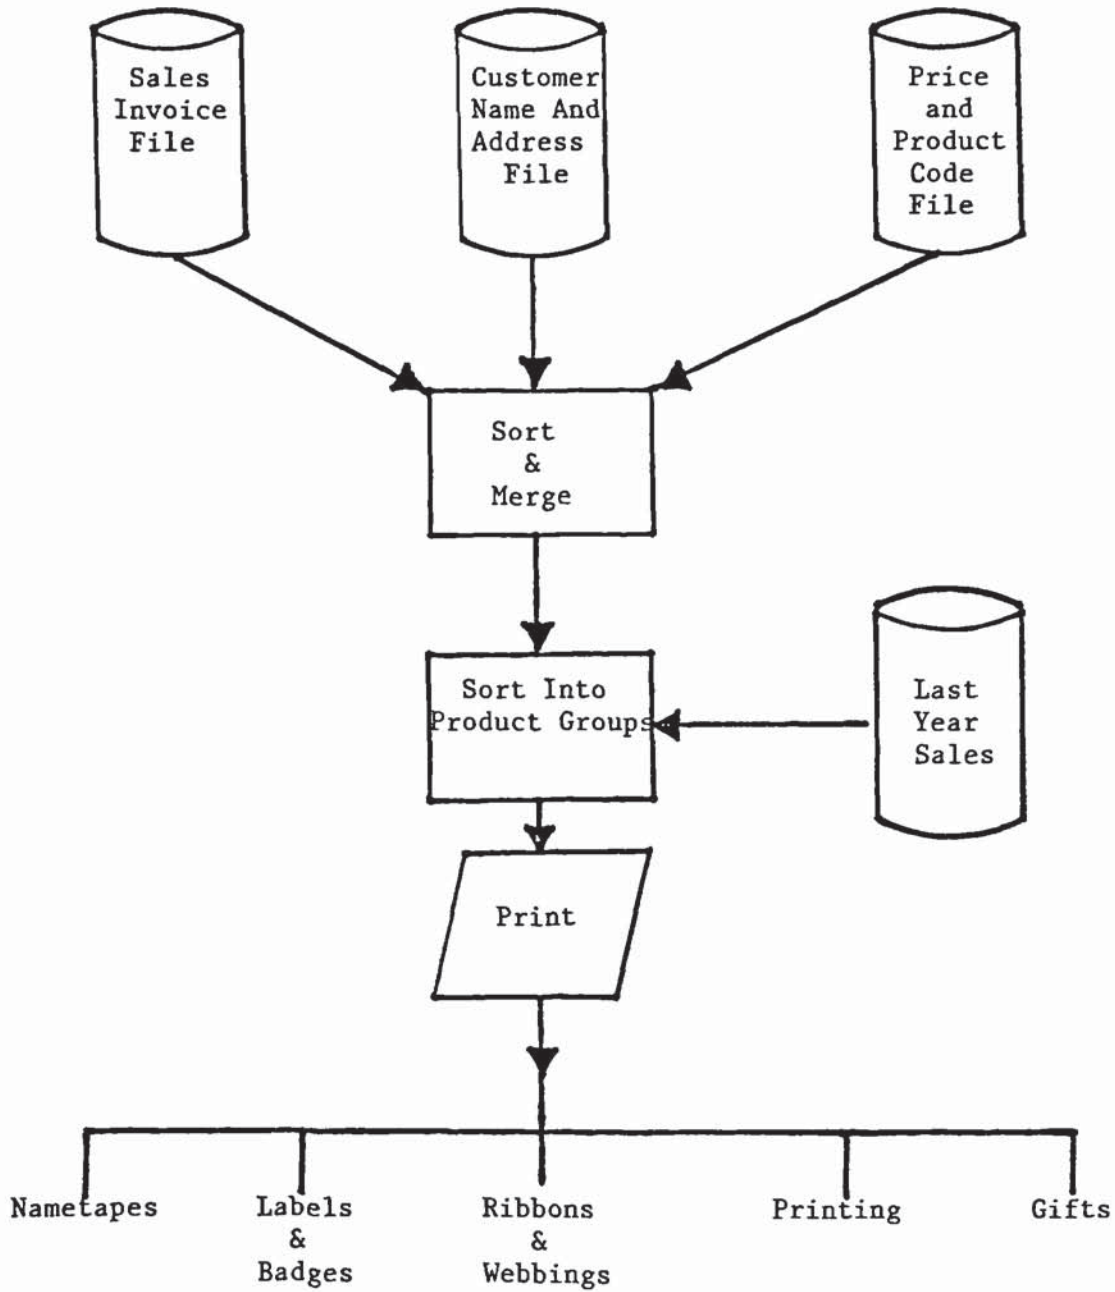 Sales
Invoice
File
Customer
Name And
Address
File
Price
and
Product
Code
File
Sort
&
Merge
Sort Into
Product Groups
Last
Year
Sales
Print
Nametapes
Labels
&
Badges
Ribbons
&
Webbings
Printing
Gifts